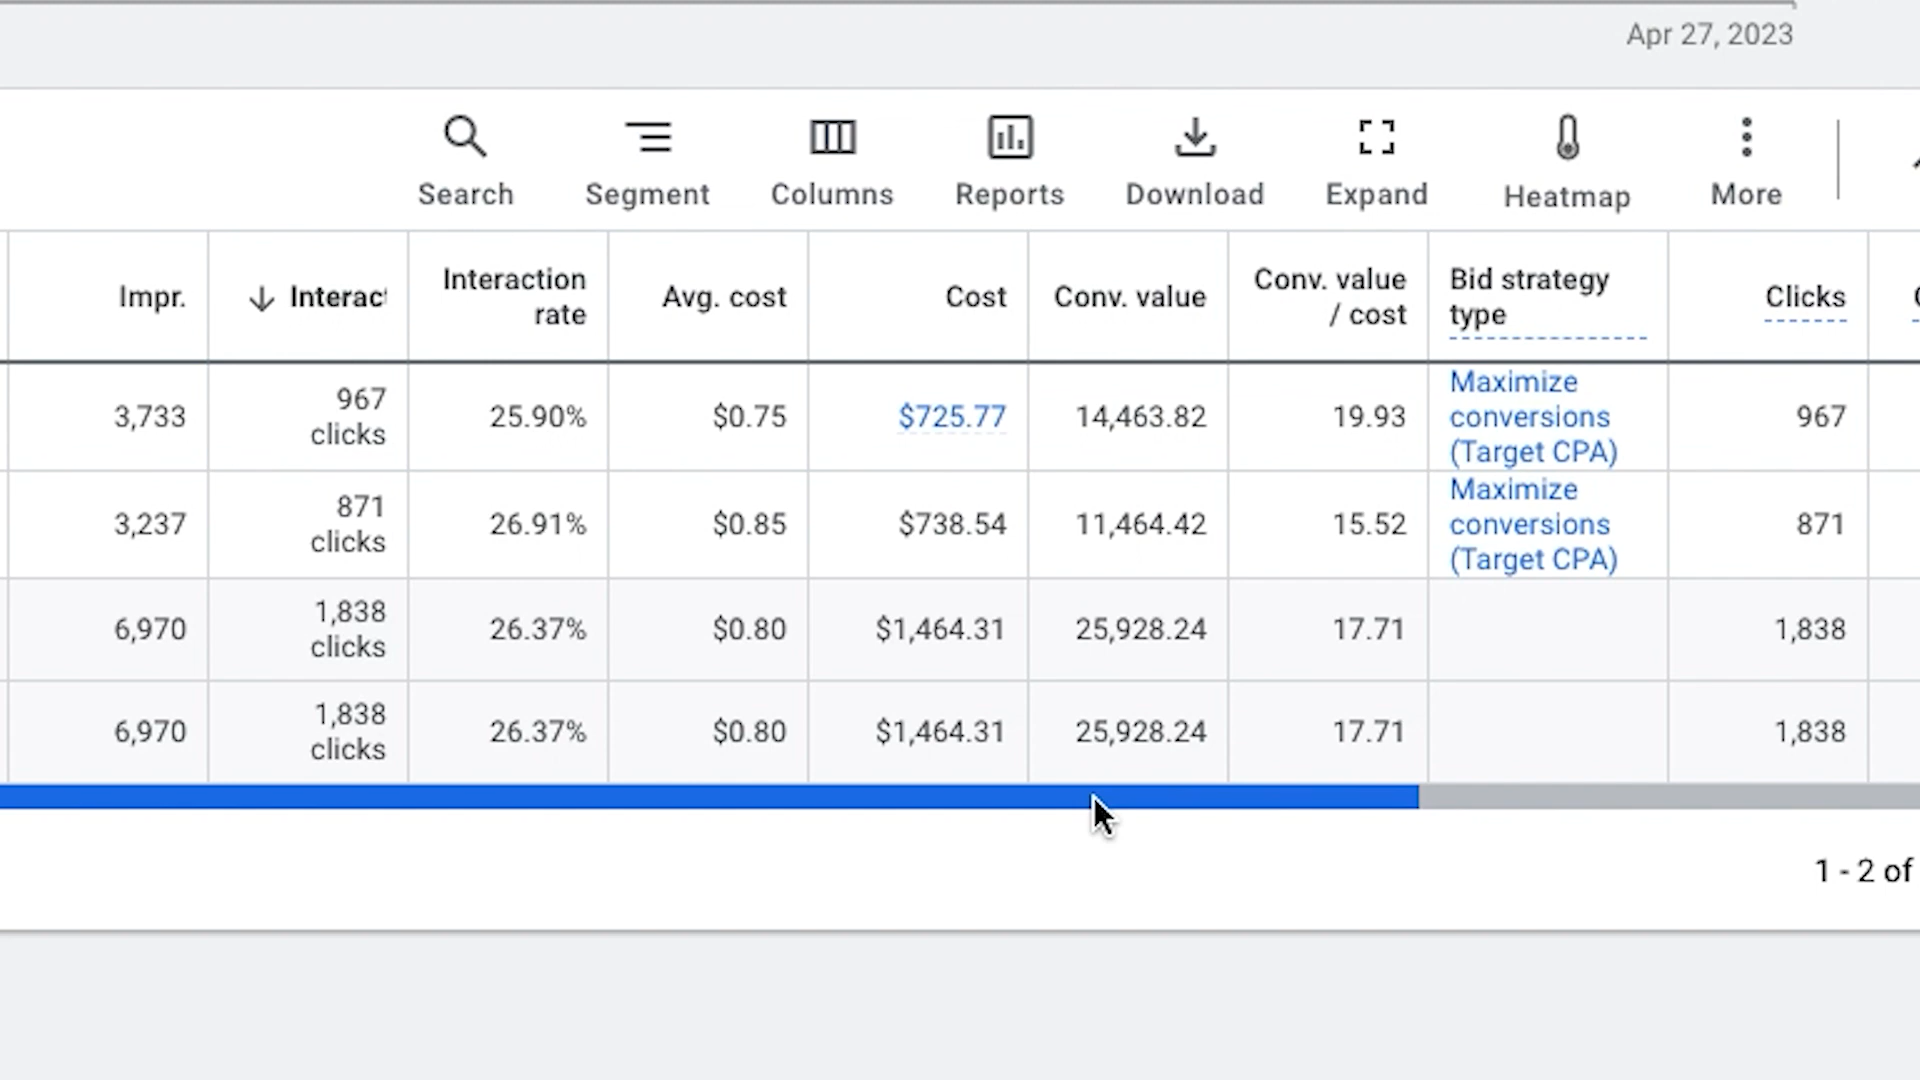 Apr 27, 2023
Search Segment Columns Reports Download Expand Heatmap More
Impr. Interact Interaction rate Avg. cost Cost Conv. value Conv. value / cost Bid strategy type Clicks
3,733 967 clicks 25.90% $0.75 $725.77 14,463.82 19.93 Maximize conversions (Target CPA) 967
3,237 871 clicks 26.91% $0.85 $738.54 11,464.42 15.52 Maximize conversions (Target CPA) 871
6,970 1,838 clicks 26.37% $0.80 $1,464.31 25,928.24 17.71 1,838
6,970 1,838 clicks 26.37% $0.80 $1,464.31 25,928.24 17.71 1,838
1 - 2 of